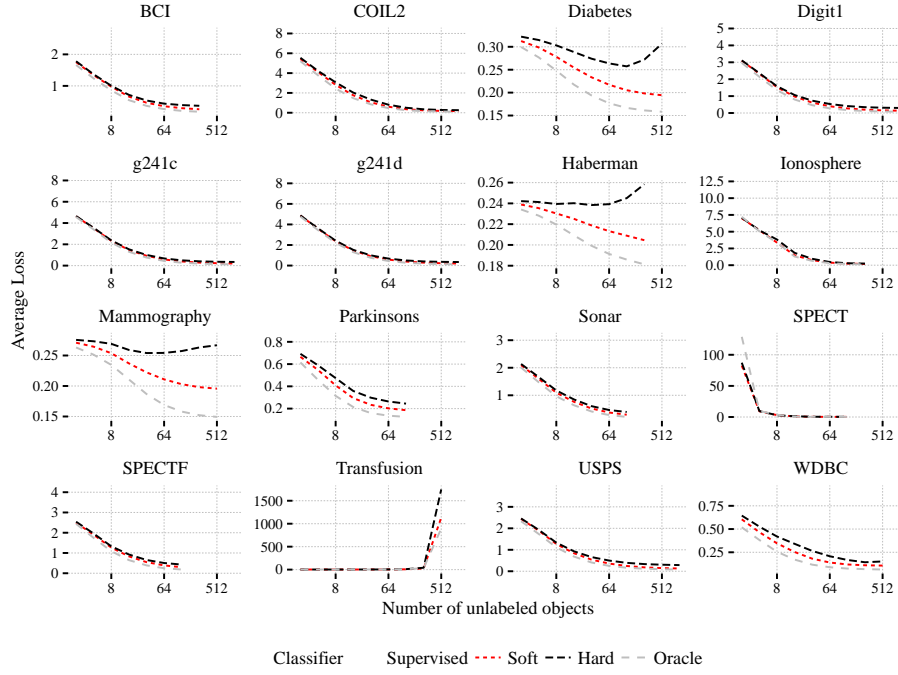 BCI COIL2 Diabetes Digit1
2
1
8 64 512
8
6
4
2
0
8 64 512
0.30
0.25
0.20
0.15
8 64 512
5
4
3
2
1
0
8 64 512
g241c g241d Haberman Ionosphere
8
6
4
2
0
8 64 512
8
6
4
2
0
8 64 512
0.26
0.24
0.22
0.20
0.18
8 64 512
12.5
10.0
7.5
5.0
2.5
0.0
8 64 512
Average Loss
Mammography Parkinsons Sonar SPECT
0.25
0.20
0.15
8 64 512
0.8
0.6
0.4
0.2
8 64 512
3
2
1
8 64 512
100
50
0
8 64 512
SPECTF Transfusion USPS WDBC
4
3
2
1
0
8 64 512
1500
1000
500
0
8 64 512
3
2
1
0
8 64 512
0.75
0.50
0.25
8 64 512
Number of unlabeled objects
Classifier Supervised Soft Hard Oracle